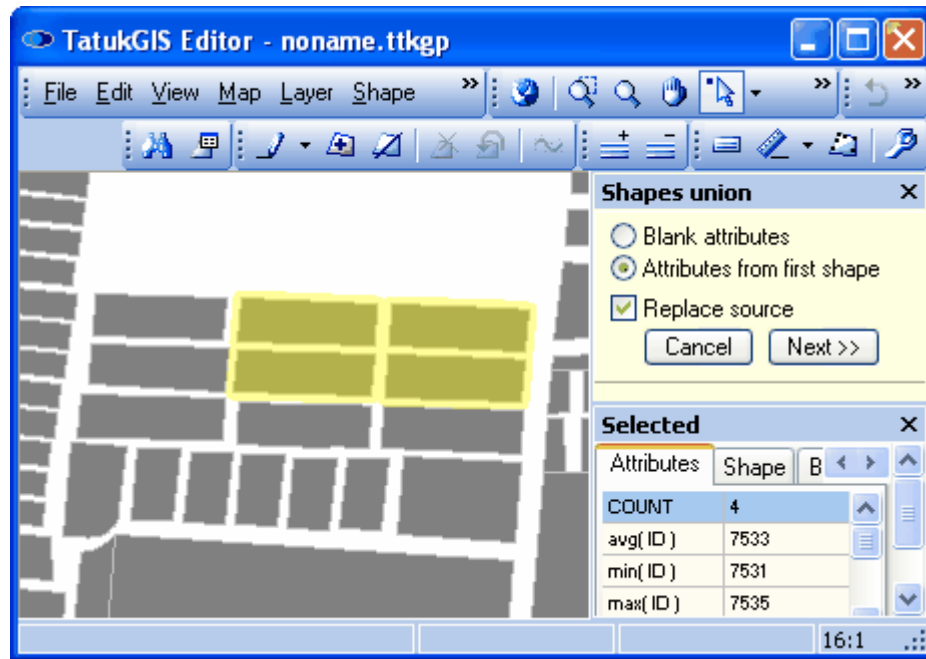 TatukGIS Editor - noname.ttkgp
File Edit View Map Layer Shape
Shapes union
Blank attributes
Attributes from first shape
Replace source
Cancel Next >>
Selected
Attributes Shape B
COUNT 4
avg( ID ) 7533
min( ID ) 7531
max( ID ) 7535
16:1